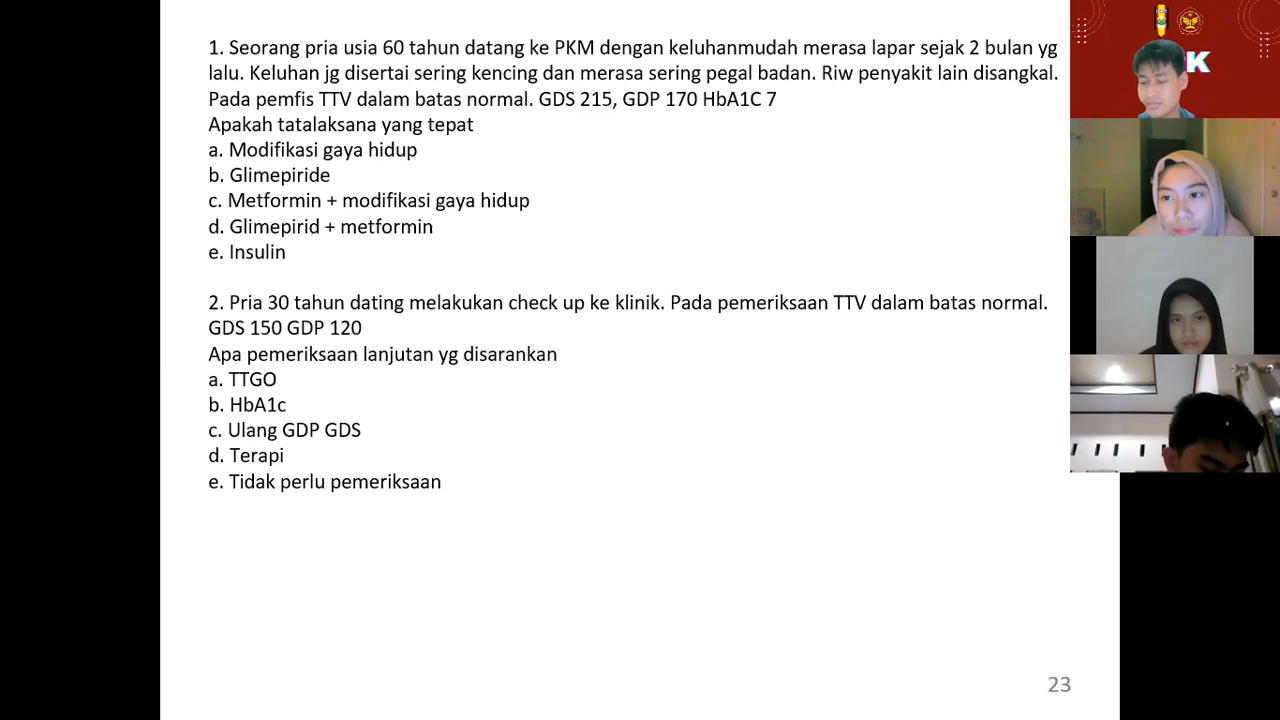 1. Seorang pria usia 60 tahun datang ke PKM dengan keluhanmudah merasa lapar sejak 2 bulan yg
lalu. Keluhan jg disertai sering kencing dan merasa sering pegal badan. Riw penyakit lain disangkal.
Pada pemfis TTV dalam batas normal. GDS 215, GDP 170 HbA1C 7
Apakah tatalaksana yang tepat
a. Modifikasi gaya hidup
b. Glimepiride
c. Metformin + modifikasi gaya hidup
d. Glimepirid + metformin
e. Insulin
2. Pria 30 tahun dating melakukan check up ke klinik. Pada pemeriksaan TTV dalam batas normal.
GDS 150 GDP 120
Apa pemeriksaan lanjutan yg disarankan
a. TTGO
b. HbA1c
c. Ulang GDP GDS
d. Terapi
e. Tidak perlu pemeriksaan
23
K